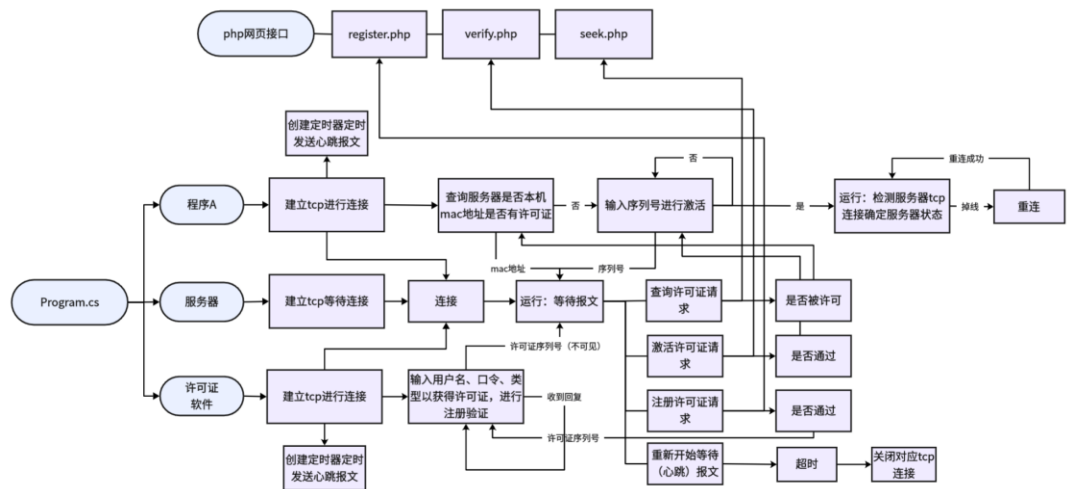 php网页接口
register.php
verify.php
seek.php
创建定时器定时
发送心跳报文
否
重连成功
程序A
建立tcp进行连接
查询服务器是否本机
mac地址是否有许可证
否
输入序列号进行激活
是
运行：检测服务器tcp
连接确定服务器状态
掉线
重连
mac地址
序列号
Program.cs
服务器
建立tcp等待连接
连接
运行：等待报文
查询许可证请
求
是否被许可
许可证序列号（不可见）
激活许可证请
求
是否通过
许可证
软件
建立tcp进行连接
输入用户名、口令、类
型以获得许可证，进行
注册验证
收到回复
注册许可证请
求
是否通过
许可证序列号
创建定时器定时
发送心跳报文
重新开始等待
（心跳）报文
超时
关闭对应tcp
连接